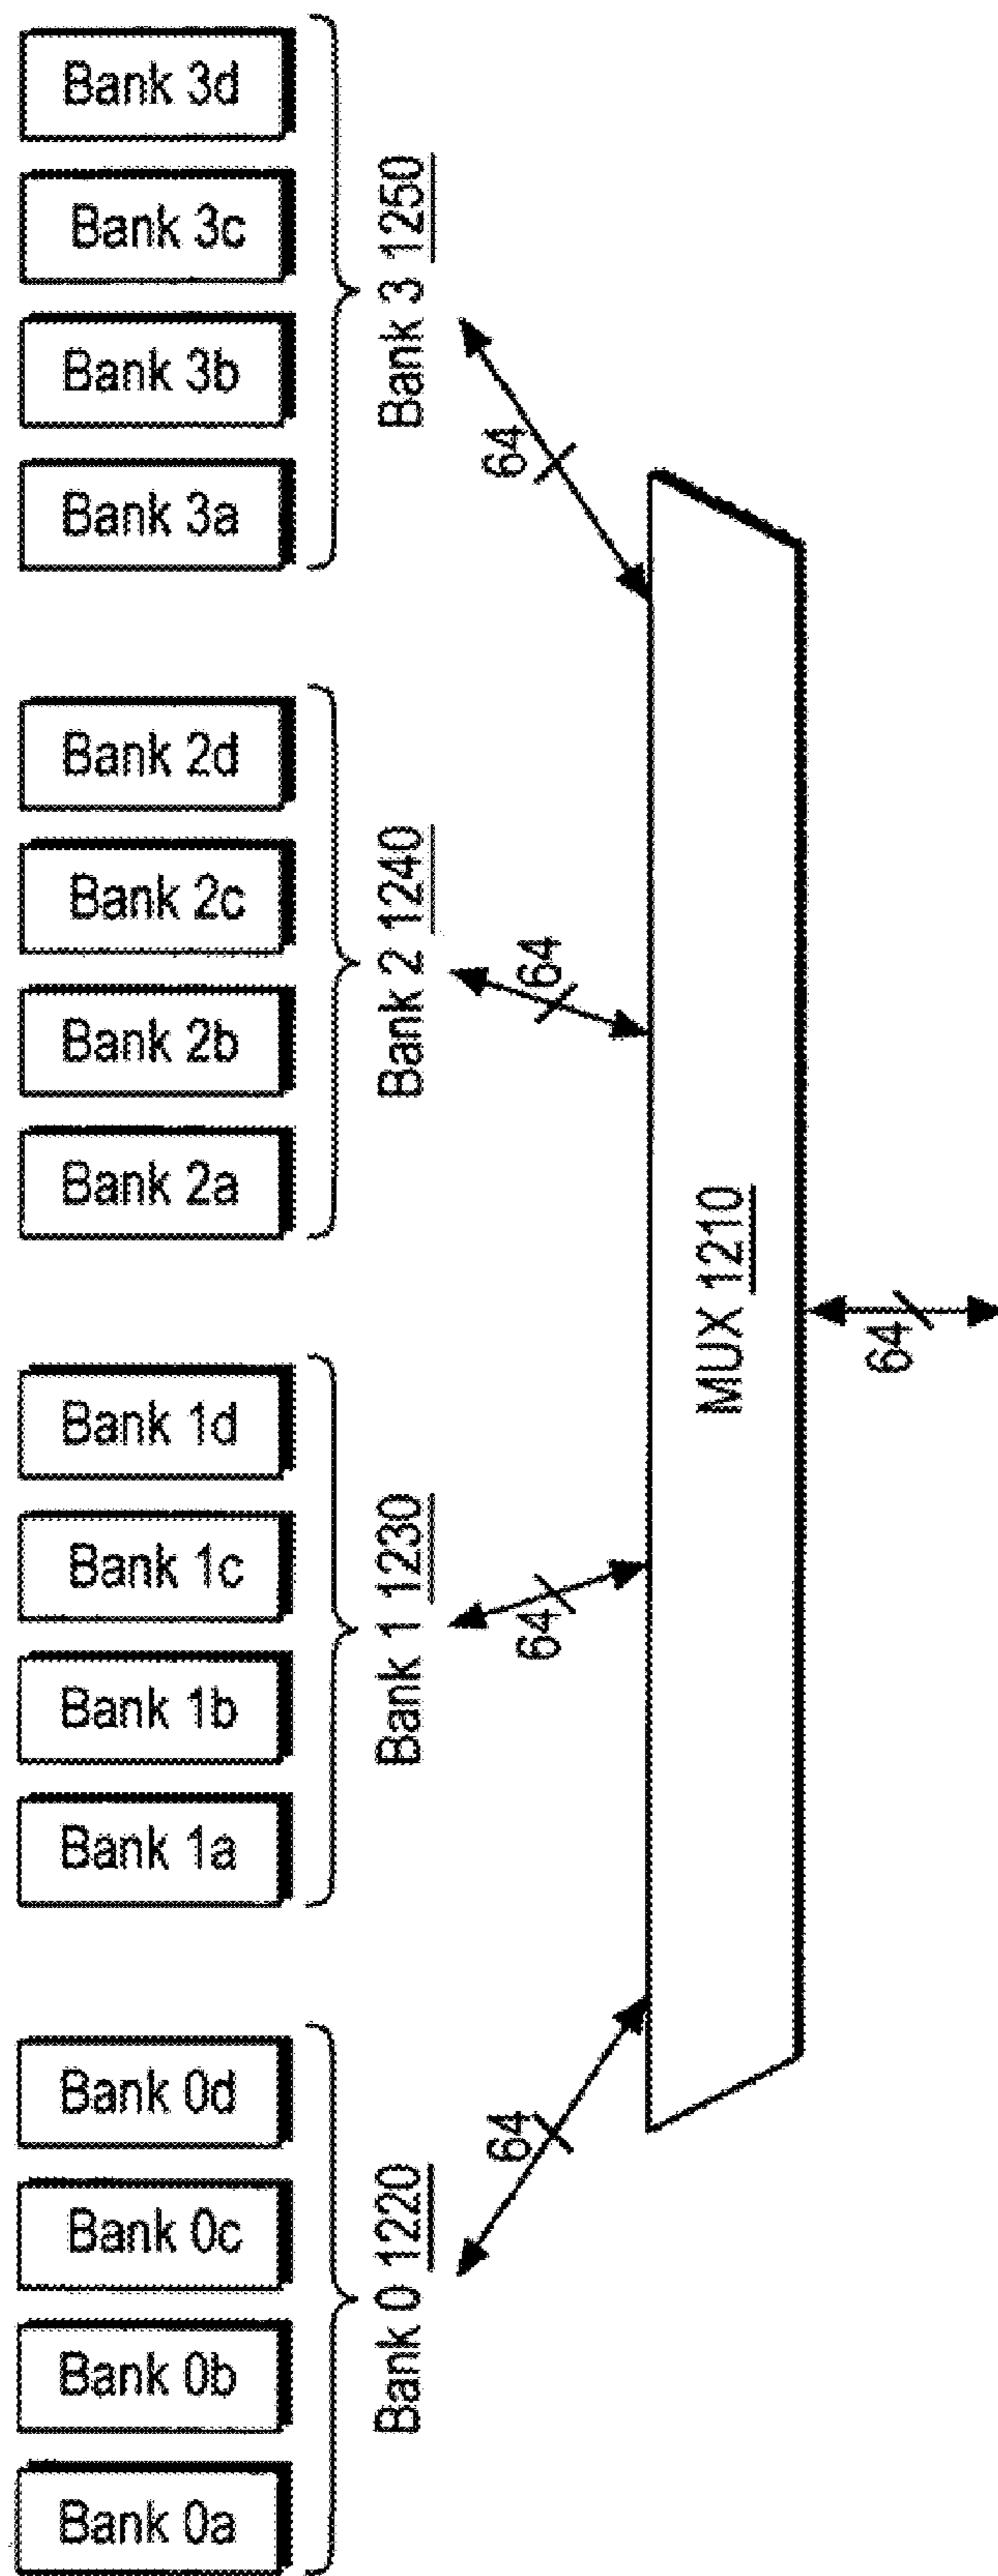 Bank 3d
Bank 3c
Bank 3b
Bank 3a
Bank 3 1250
64
Bank 2d
Bank 2c
Bank 2b
Bank 2a
Bank 2 1240
64
Bank 1d
Bank 1c
Bank 1b
Bank 1a
Bank 1 1230
64
Bank 0d
Bank 0c
Bank 0b
Bank 0a
Bank 0 1220
64
MUX 1210
64